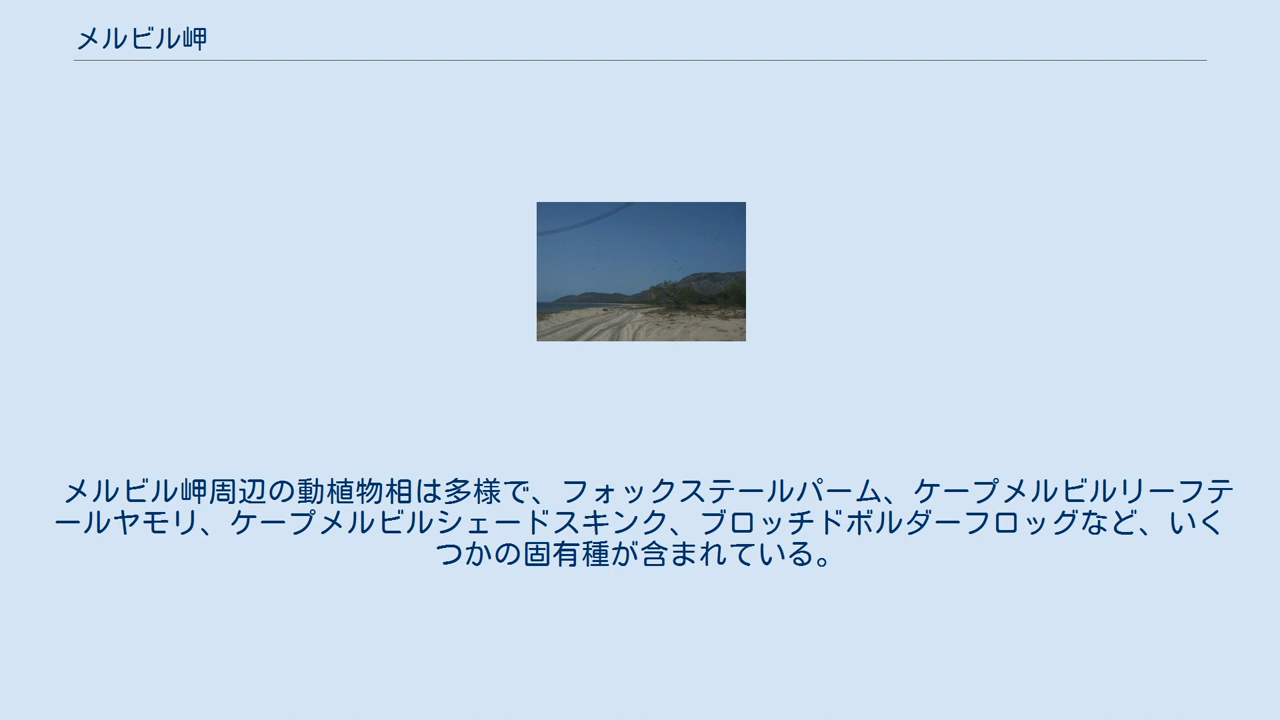 メルビル岬
メルビル岬周辺の動植物相は多様で、フォックステールパーム、ケープメルビルリーフテ
ールヤモリ、ケープメルビルシェードスキンク、ブロッチドボルダーフロッグなど、いく
つかの固有種が含まれている。